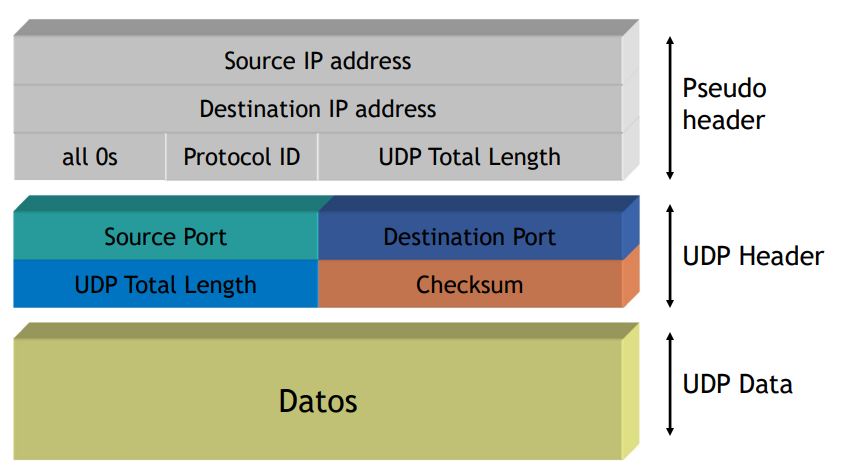 Source IP address
Destination IP address
all 0s Protocol ID UDP Total Length
Pseudo
header
Source Port Destination Port
UDP Total Length Checksum
UDP Header
Datos
UDP Data